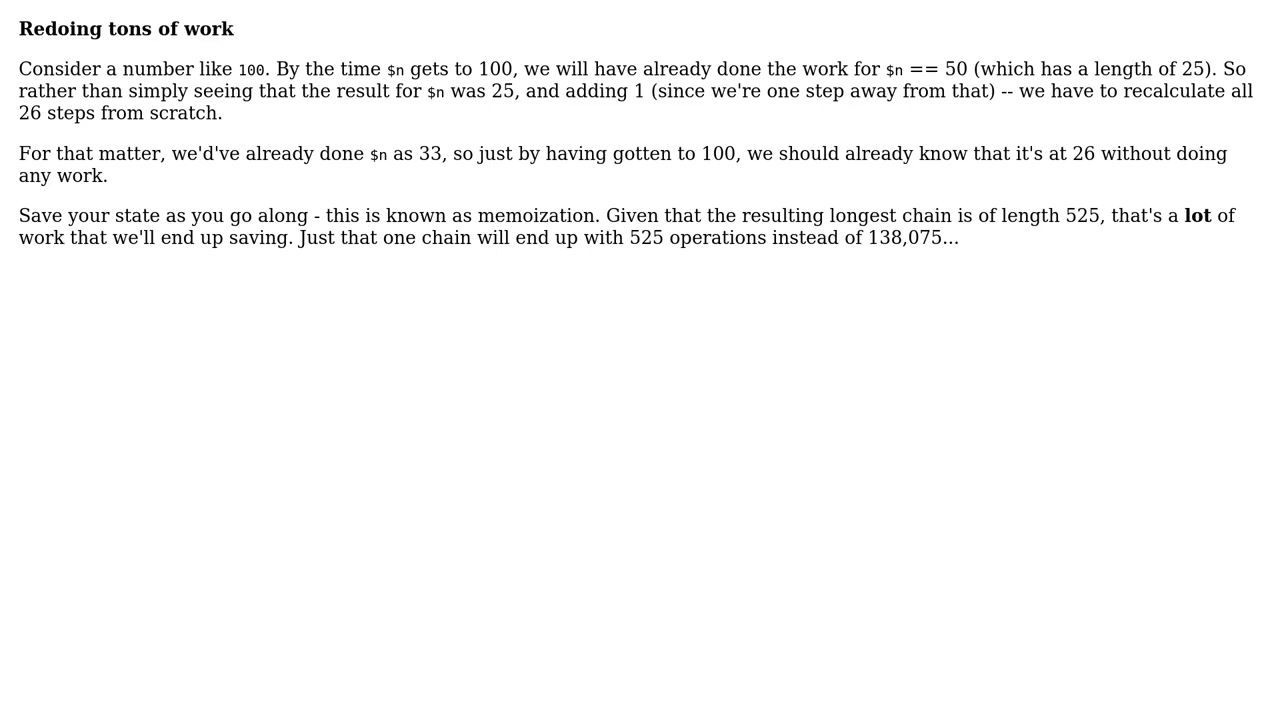 Redoing tons of work
Consider a number like 100. By the time $n gets to 100, we will have already done the work for $n == 50 (which has a length of 25). So
rather than simply seeing that the result for $n was 25, and adding 1 (since we're one step away from that) -- we have to recalculate all
26 steps from scratch.
For that matter, we'd've already done $n as 33, so just by having gotten to 100, we should already know that it's at 26 without doing
any work.
Save your state as you go along - this is known as memoization. Given that the resulting longest chain is of length 525, that's a lot of
work that we'll end up saving. Just that one chain will end up with 525 operations instead of 138,075...